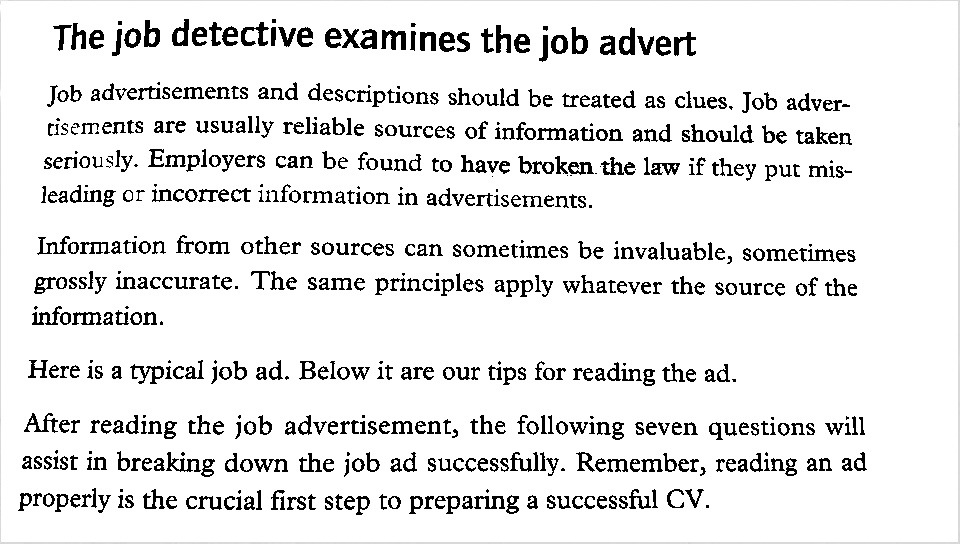 The job detective examines the job advert
Job advertisements and descriptions should be treated as clues. Job adver-
tisements are usually reliable sources of information and should be taken
seriously. Employers can be found to have broken the law if they put mis-
leading or incorrect information in advertisements.
Information from other sources can sometimes be invaluable, sometimes
grossly inaccurate. The same principles apply whatever the source of the
information.
Here is a typical job ad. Below it are our tips for reading the ad.
After reading the job advertisement, the following seven questions will
assist in breaking down the job ad successfully. Remember, reading an ad
properly is the crucial first step to preparing a successful CV.